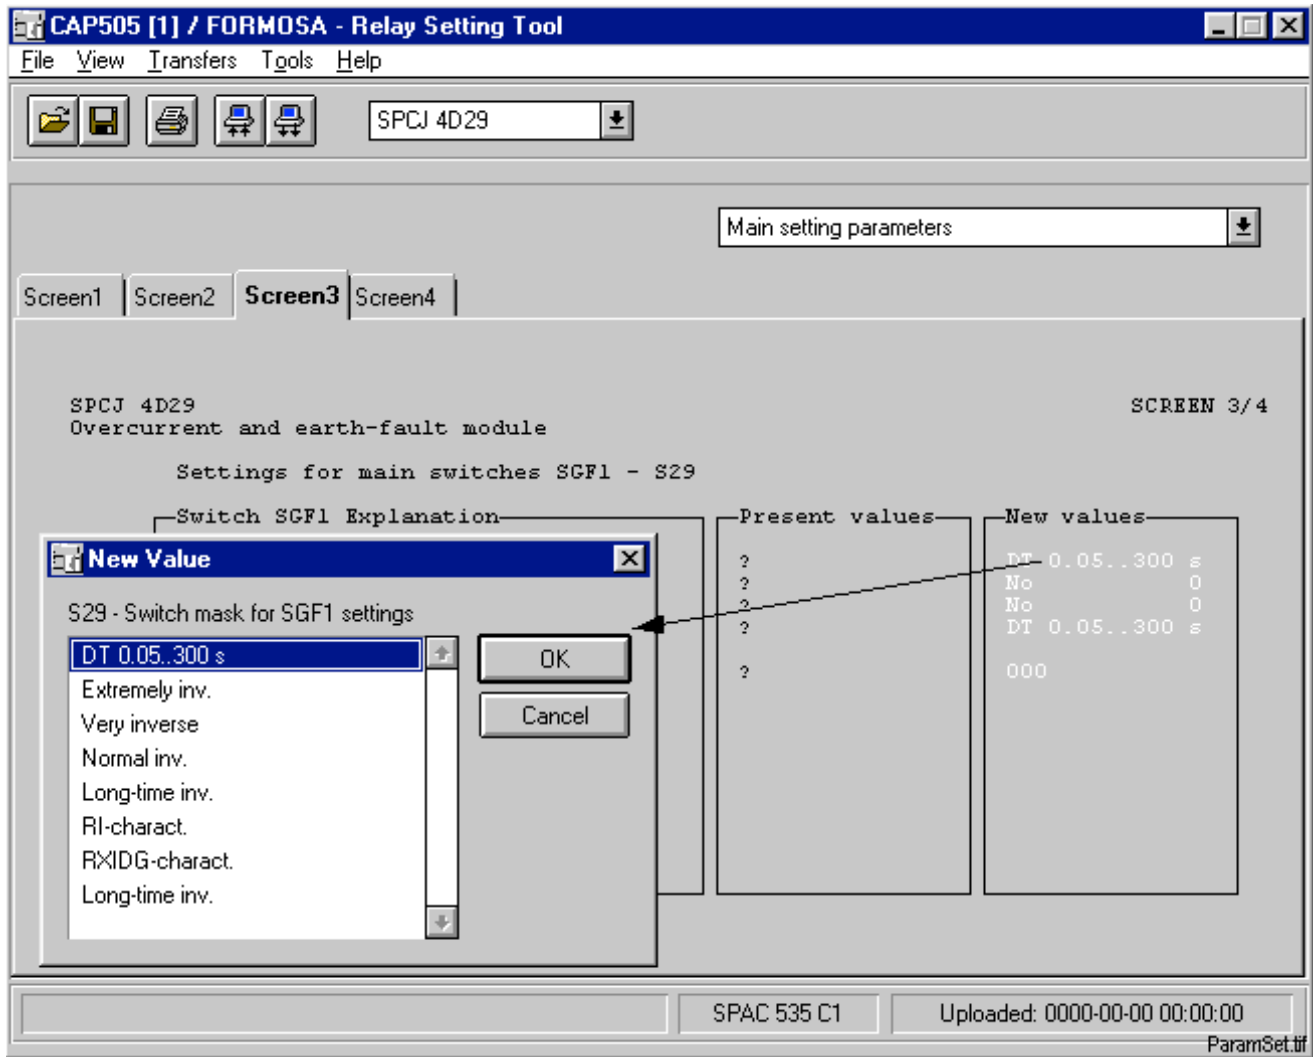 CAP505 [1] / FORMOSA - Relay Setting Tool
File View Transfers Tools Help
SPCJ 4D29
Main setting parameters
Screen1 Screen2 Screen3 Screen4
SPCJ 4D29 SCREEN 3/4
Overcurrent and earth-fault module
Settings for main switches SGF1 - S29
Switch SGF1 Explanation Present values New values
? DT 0.05..300 s
? No 0
? No 0
? DT 0.05..300 s
? 000
New Value
S29 - Switch mask for SGF1 settings
DT 0.05..300 s
Extremely inv.
Very inverse
Normal inv.
Long-time inv.
RI-charact.
RXIDG-charact.
Long-time inv.
OK
Cancel
SPAC 535 C1 Uploaded: 0000-00-00 00:00:00
ParamSet.tif